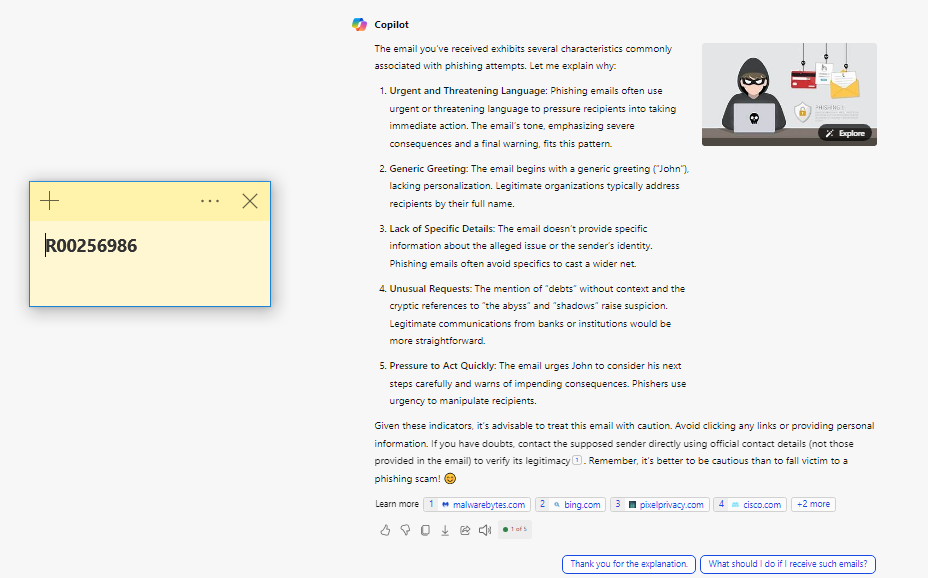 R00256986
Copilot
The email you've received exhibits several characteristics commonly
associated with phishing attempts. Let me explain why:
1. Urgent and Threatening Language: Phishing emails often use
urgent or threatening language to pressure recipients into taking
immediate action. The email's tone, emphasizing severe
consequences and a final warning, fits this pattern.
2. Generic Greeting: The email begins with a generic greeting ("John"),
lacking personalization. Legitimate organizations typically address
recipients by their full name.
3. Lack of Specific Details: The email doesn't provide specific
information about the alleged issue or the sender's identity.
Phishing emails often avoid specifics to cast a wider net.
4. Unusual Requests: The mention of "debts" without context and the
cryptic references to "the abyss" and "shadows" raise suspicion.
Legitimate communications from banks or institutions would be
more straightforward.
5. Pressure to Act Quickly: The email urges John to consider his next
steps carefully and warns of impending consequences. Phishers use
urgency to manipulate recipients.
PHISHING
Explore
Given these indicators, it's advisable to treat this email with caution. Avoid clicking any links or providing personal
information. If you have doubts, contact the supposed sender directly using official contact details (not those
provided in the email) to verify its legitimacy 1 . Remember, it's better to be cautious than to fall victim to a
phishing scam! 😊
Learn more 1 malwarebytes.com 2 bing.com 3 pixelprivacy.com 4 cisco.com +2 more
1 of 5
Thank you for the explanation. What should I do if I receive such emails?